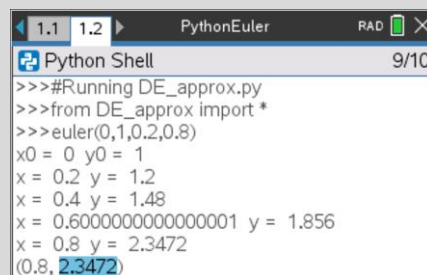 1.1 1.2 PythonEuler RAD
Python Shell 9/10
>>>#Running DE_approx.py
>>>from DE_approx import *
>>>euler(0,1,0.2,0.8)
x0 = 0 y0 = 1
x = 0.2 y = 1.2
x = 0.4 y = 1.48
x = 0.6000000000000001 y = 1.856
x = 0.8 y = 2.3472
(0.8, 2.3472)